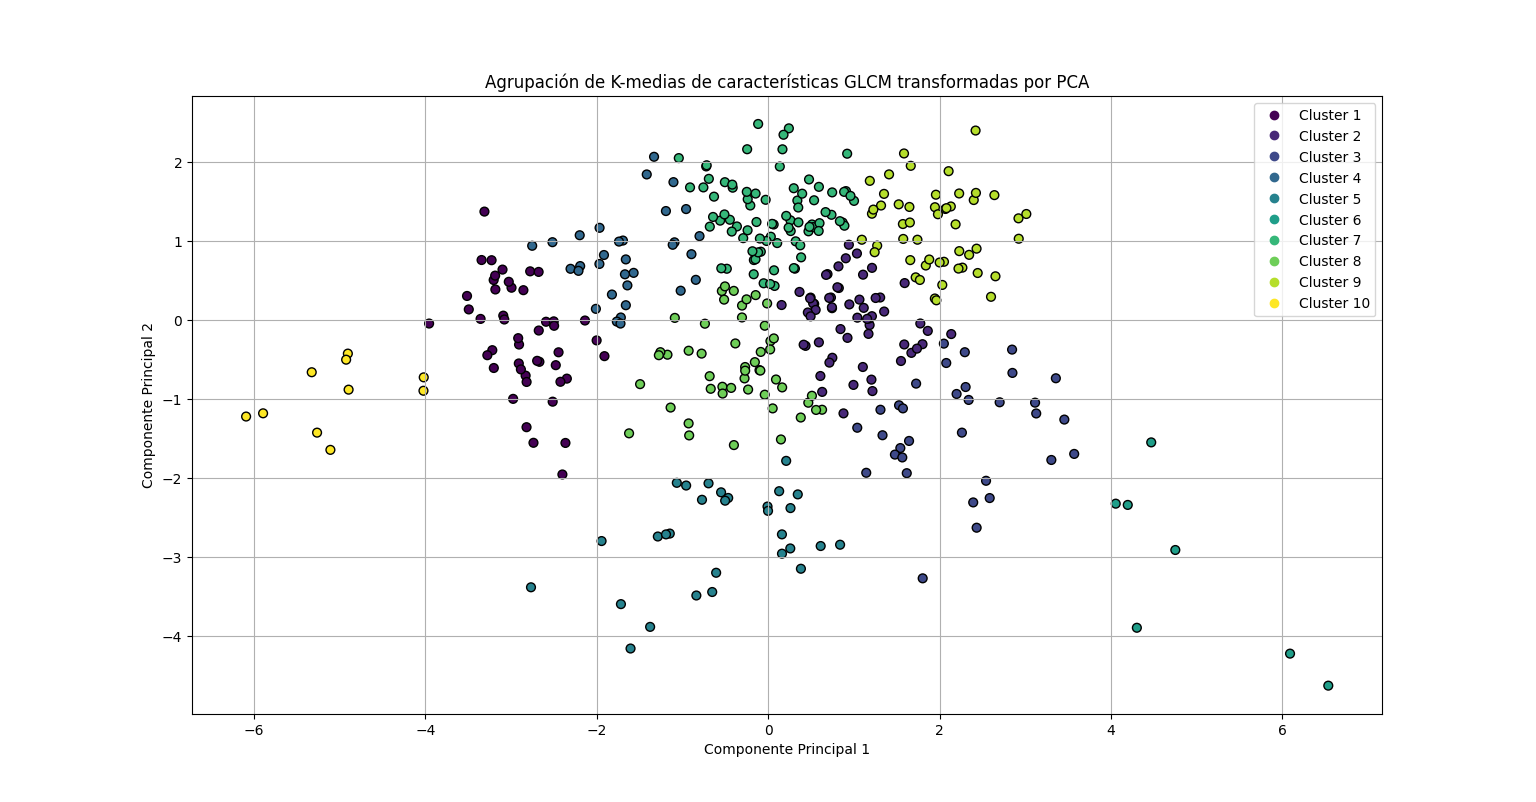 Agrupación de K-medias de características GLCM transformadas por PCA
Cluster 1
Cluster 2
Cluster 3
Cluster 4
Cluster 5
Cluster 6
Cluster 7
Cluster 8
Cluster 9
Cluster 10
2
1
0
−1
−2
−3
−4
Componente Principal 2
−6 −4 −2 0 2 4 6
Componente Principal 1